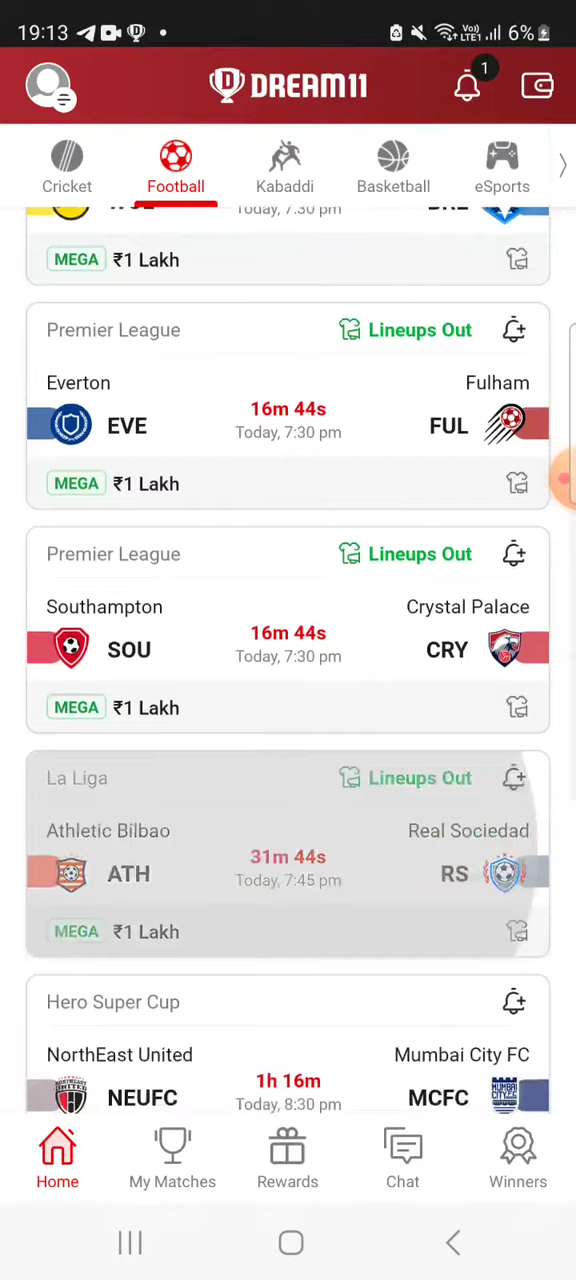 19:13
Vo))
LTE1
6%
1
DREAM11
Cricket
Football
Kabaddi
Basketball
eSports
Today, 7:30 pm
MEGA ₹1 Lakh
Premier League
Lineups Out
Everton
Fulham
EVE
16m 44s
Today, 7:30 pm
FUL
MEGA ₹1 Lakh
Premier League
Lineups Out
Southampton
Crystal Palace
SOU
16m 44s
Today, 7:30 pm
CRY
MEGA ₹1 Lakh
La Liga
Lineups Out
Athletic Bilbao
Real Sociedad
ATH
31m 44s
Today, 7:45 pm
RS
MEGA ₹1 Lakh
Hero Super Cup
NorthEast United
Mumbai City FC
NEUFC
1h 16m
Today, 8:30 pm
MCFC
Home
My Matches
Rewards
Chat
Winners